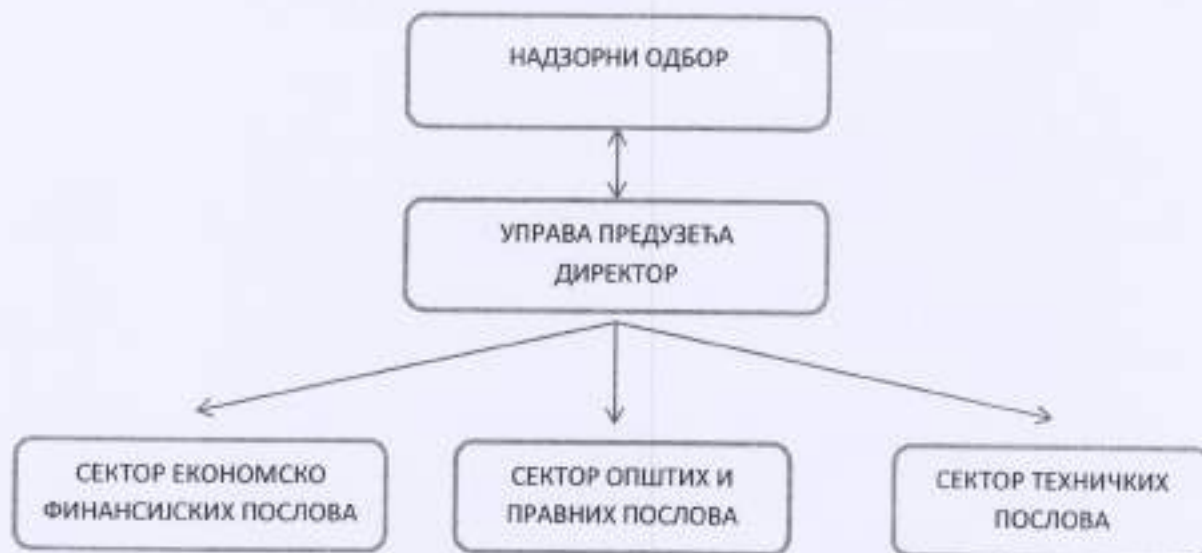 НАДЗОРНИ ОДБОР
УПРАВА ПРЕДУЗЕЋА
ДИРЕКТОР
СЕКТОР ЕКОНОМСКО
ФИНАНСИЈСКИХ ПОСЛОВА
СЕКТОР ОПШТИХ И
ПРАВНИХ ПОСЛОВА
СЕКТОР ТЕХНИЧКИХ
ПОСЛОВА